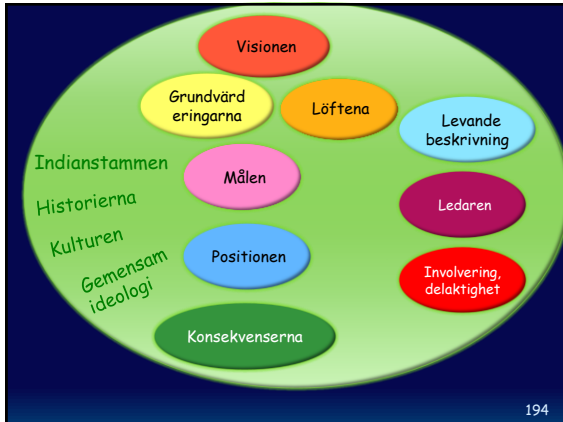 Visionen
Grundvärd
eringarna
Löftena
Levande
beskrivning
Indianstammen
Målen
Historierna
Ledaren
Kulturen
Positionen
Gemensam
ideologi
Involvering,
delaktighet
Konsekvenserna
194